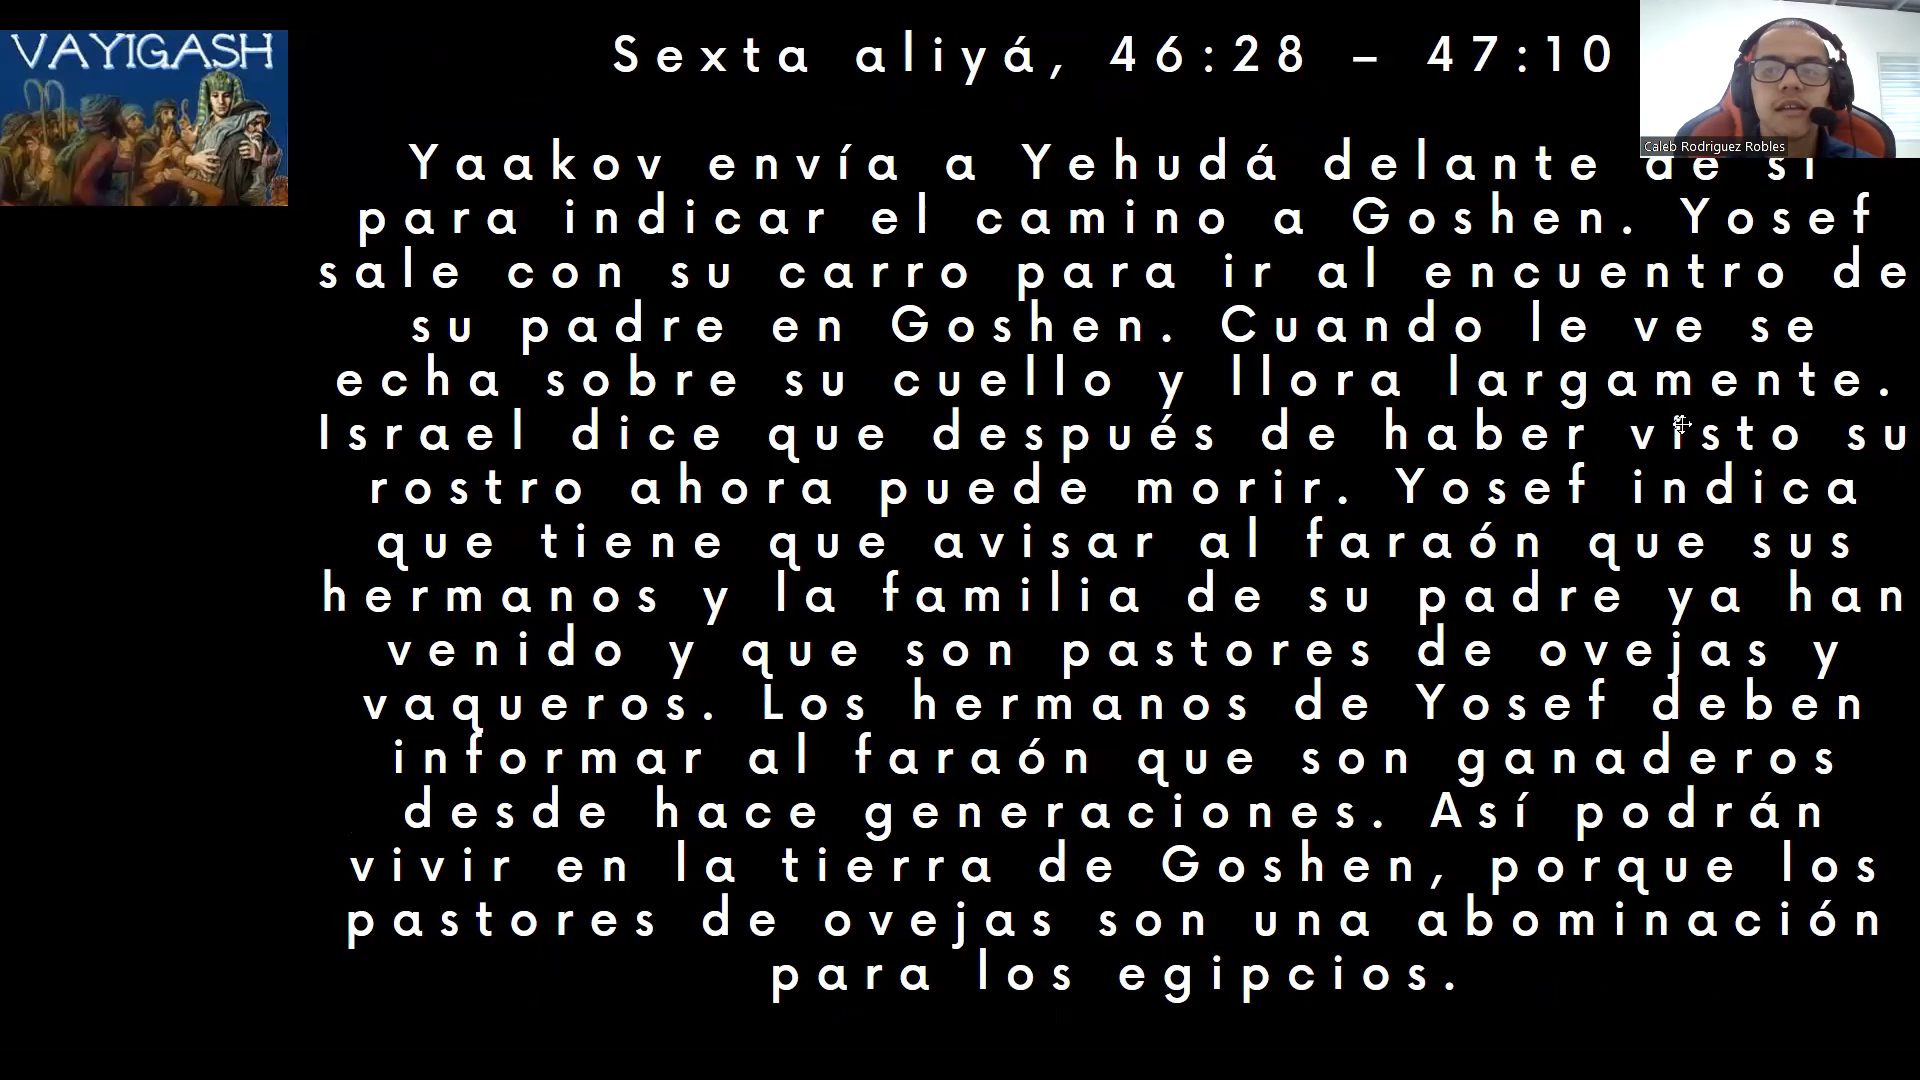 VAYIGASH
Sexta aliyá, 46:28 – 47:10
Caleb Rodriguez Robles
Yaakov envía a Yehudá delante de sí
para indicar el camino a Goshen. Yosef
sale con su carro para ir al encuentro de
su padre en Goshen. Cuando le ve se
echa sobre su cuello y llora largamente.
Israel dice que después de haber visto su
rostro ahora puede morir. Yosef indica
que tiene que avisar al faraón que sus
hermanos y la familia de su padre ya han
venido y que son pastores de ovejas y
vaqueros. Los hermanos de Yosef deben
informar al faraón que son ganaderos
desde hace generaciones. Así podrán
vivir en la tierra de Goshen, porque los
pastores de ovejas son una abominación
para los egipcios.